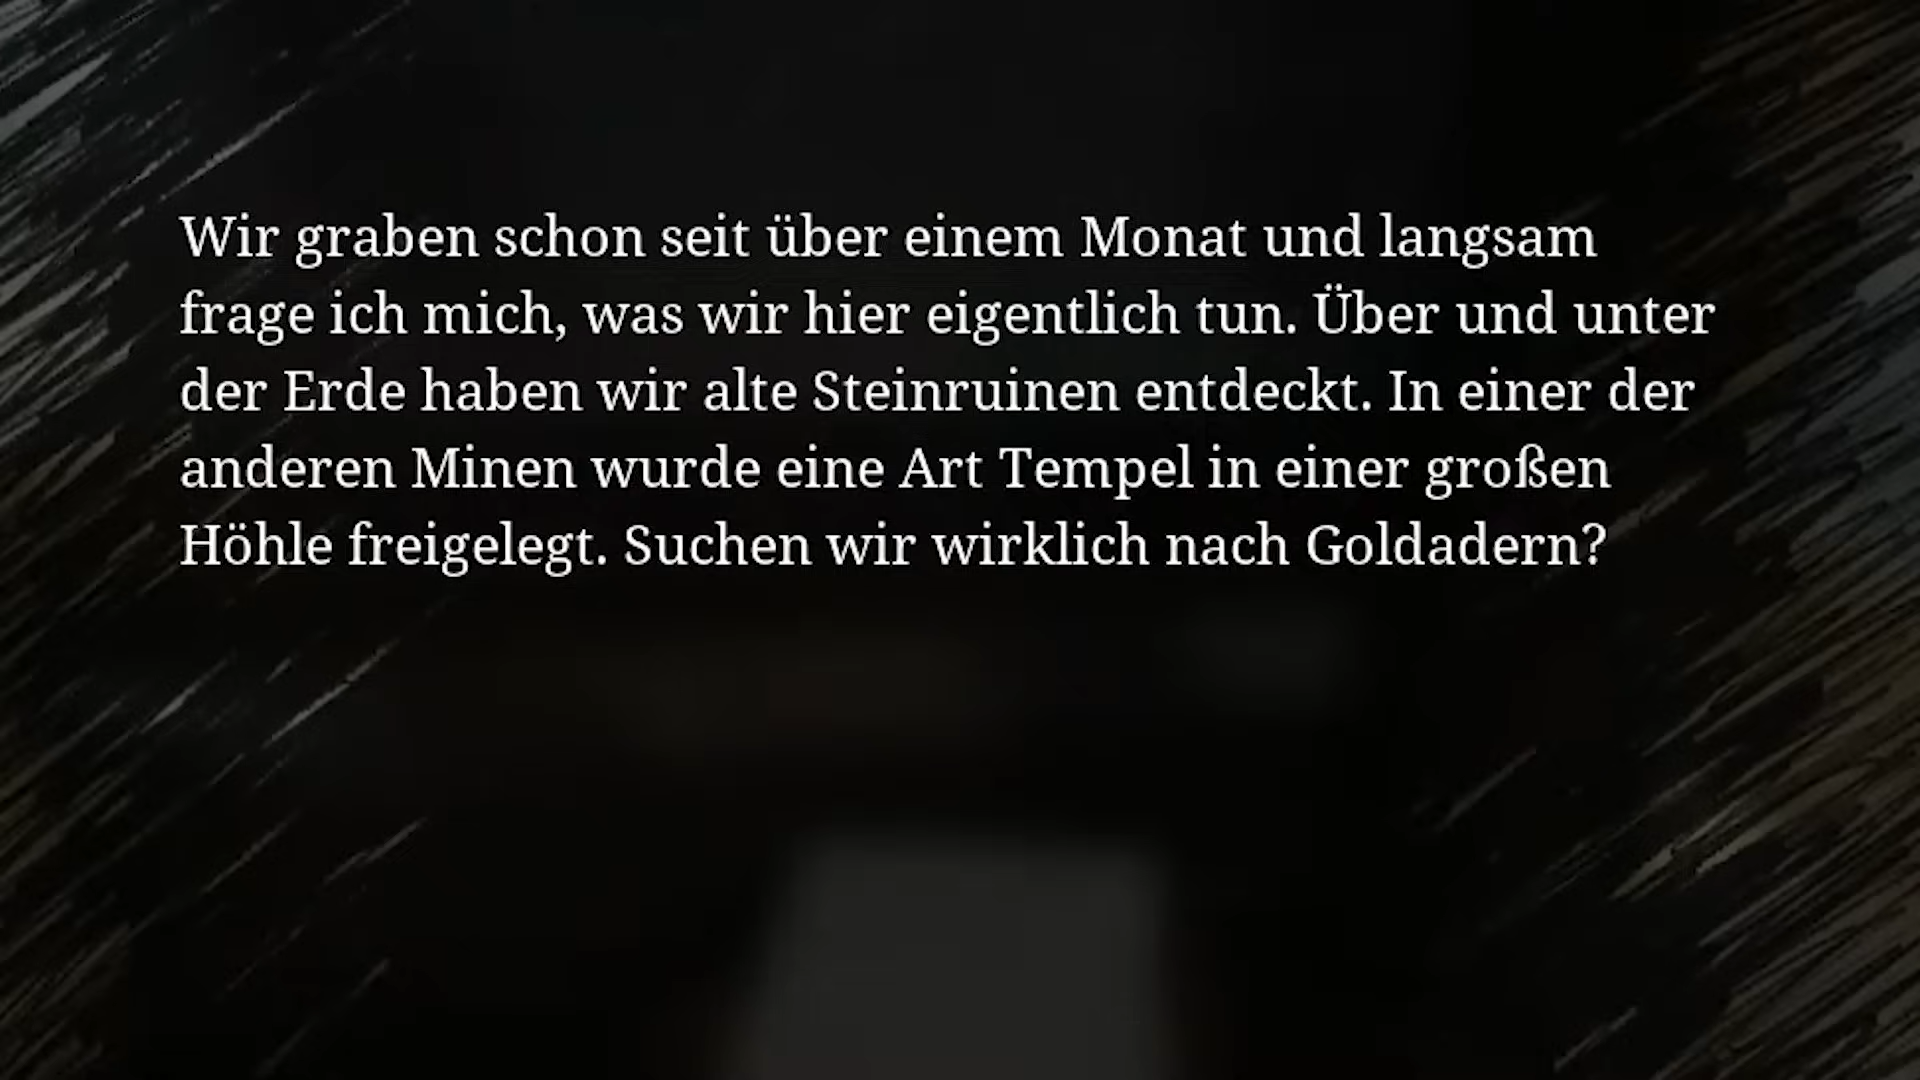 Wir graben schon seit über einem Monat und langsam
frage ich mich, was wir hier eigentlich tun. Über und unter
der Erde haben wir alte Steinruinen entdeckt. In einer der
anderen Minen wurde eine Art Tempel in einer großen
Höhle freigelegt. Suchen wir wirklich nach Goldadern?